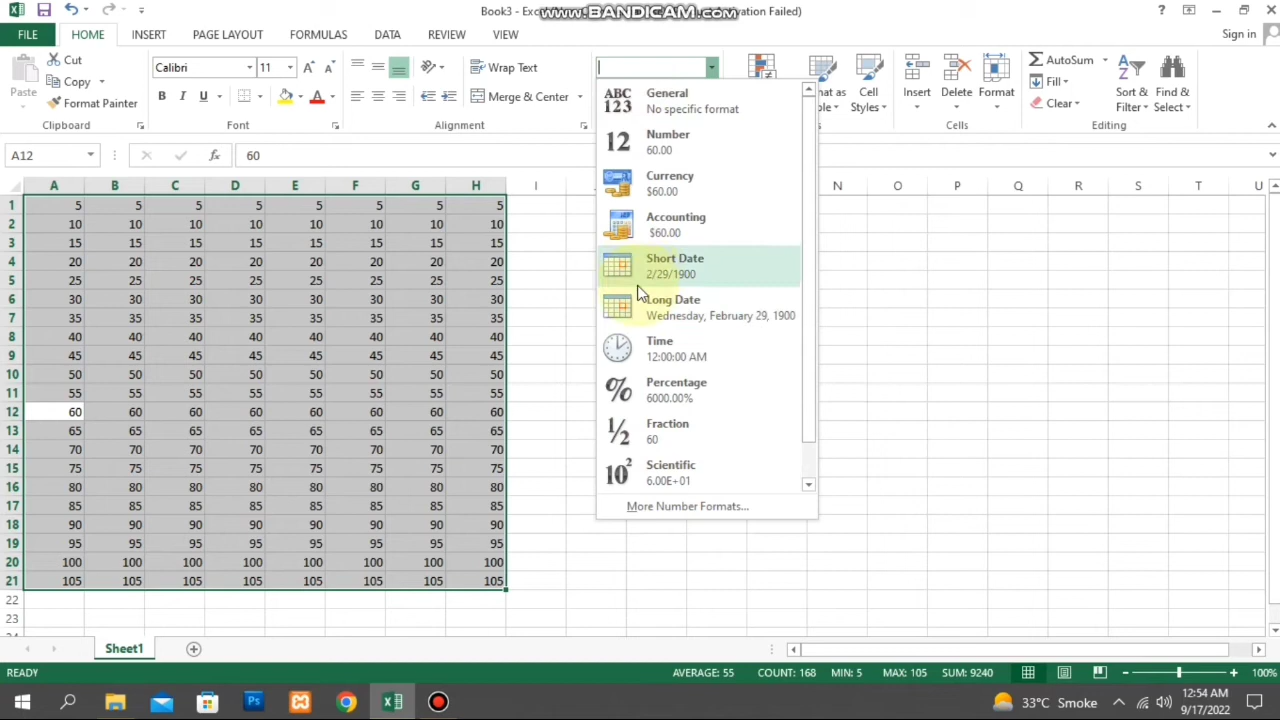 Book3 - Excel
Activation Failed)
www.BANDICAM.com
Sign in
FILE HOME INSERT PAGE LAYOUT FORMULAS DATA REVIEW VIEW
Cut
Copy
Format Painter
Paste
Clipboard
Calibri 11
B I U
Font
Wrap Text
Merge & Center
Alignment
Cell
Styles
Insert Delete Format
Cells
AutoSum
Fill
Clear
Sort &
Filter
Find &
Select
Editing
A12 fx 60
General
No specific format
Number
60.00
Currency
$60.00
Accounting
$60.00
Short Date
2/29/1900
Long Date
Wednesday, February 29, 1900
Time
12:00:00 AM
Percentage
6000.00%
Fraction
60
Scientific
6.00E+01
More Number Formats...
ABC
123
12
%
½
10²
A B C D E F G H I N O P Q R S T U
1 5 5 5 5 5 5 5 5
2 10 10 10 10 10 10 10 10
3 15 15 15 15 15 15 15 15
4 20 20 20 20 20 20 20 20
5 25 25 25 25 25 25 25 25
6 30 30 30 30 30 30 30 30
7 35 35 35 35 35 35 35 35
8 40 40 40 40 40 40 40 40
9 45 45 45 45 45 45 45 45
10 50 50 50 50 50 50 50 50
11 55 55 55 55 55 55 55 55
12 60 60 60 60 60 60 60 60
13 65 65 65 65 65 65 65 65
14 70 70 70 70 70 70 70 70
15 75 75 75 75 75 75 75 75
16 80 80 80 80 80 80 80 80
17 85 85 85 85 85 85 85 85
18 90 90 90 90 90 90 90 90
19 95 95 95 95 95 95 95 95
20 100 100 100 100 100 100 100 100
21 105 105 105 105 105 105 105 105
22
23
Sheet1
READY AVERAGE: 55 COUNT: 168 MIN: 5 MAX: 105 SUM: 9240 100%
33°C Smoke
12:54 AM
9/17/2022